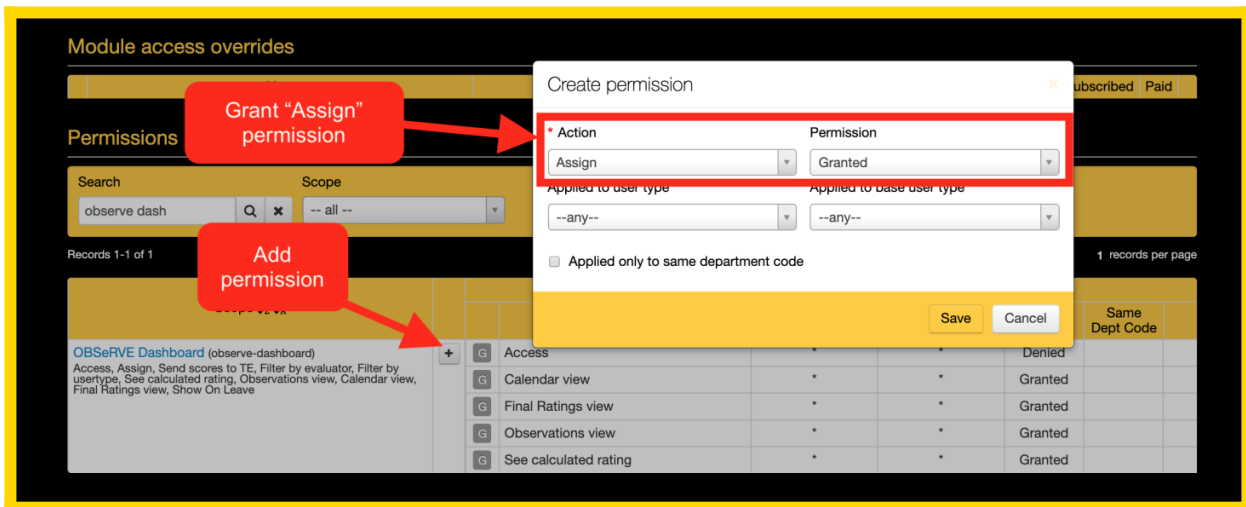 Module access overrides
ubscribed Paid
Grant “Assign”
permission
Permissions
Search Scope
observe dash -- all --
Records 1-1 of 1
Add
permission
Create permission
* Action Permission
Assign Granted
Applied to user type Applied to base user type
--any-- --any--
Applied only to same department code
Save Cancel
1 records per page
Same
Dept Code
OBSeRVE Dashboard (observe-dashboard)
Access, Assign, Send scores to TE, Filter by evaluator, Filter by
usertype, See calculated rating, Observations view, Calendar view,
Final Ratings view, Show On Leave
+
G Access * * Denied
G Calendar view * * Granted
G Final Ratings view * * Granted
G Observations view * * Granted
G See calculated rating * * Granted